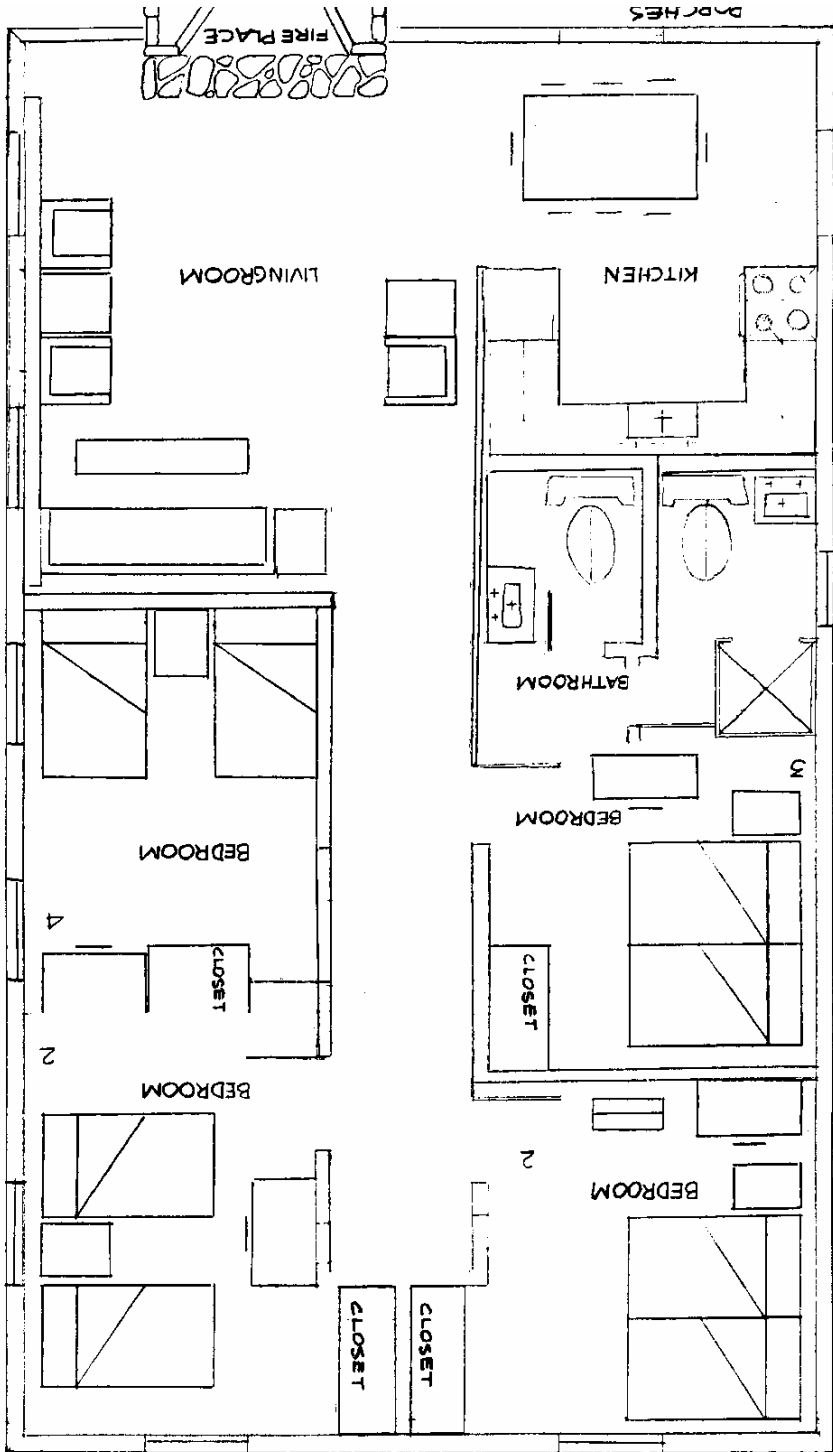 PORCHES
FIRE PLACE
LIVINGROOM
KITCHEN
BATHROOM
3
BEDROOM
BEDROOM
4
CLOSET
CLOSET
2
BEDROOM
2
BEDROOM
CLOSET
CLOSET